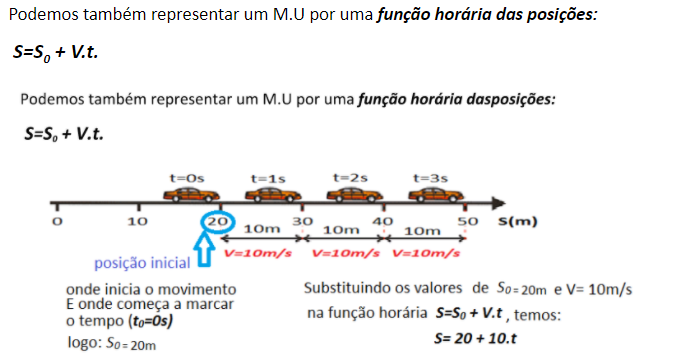 Podemos também representar um M.U por uma função horária das posições:
S=S₀ + V.t.
Podemos também representar um M.U por uma função horária dasposições:
S=S₀ + V.t.
t=0s t=1s t=2s t=3s
0 10 20 30 40 50 S(m)
10m 10m 10m
V=10m/s V=10m/s V=10m/s
posição inicial
onde inicia o movimento
E onde começa a marcar
o tempo (t₀=0s)
logo: S₀₌₂₀ₘ
Substituindo os valores de S₀₌₂₀ₘ e V= 10m/s
na função horária S=S₀ + V.t , temos:
S= 20 + 10.t